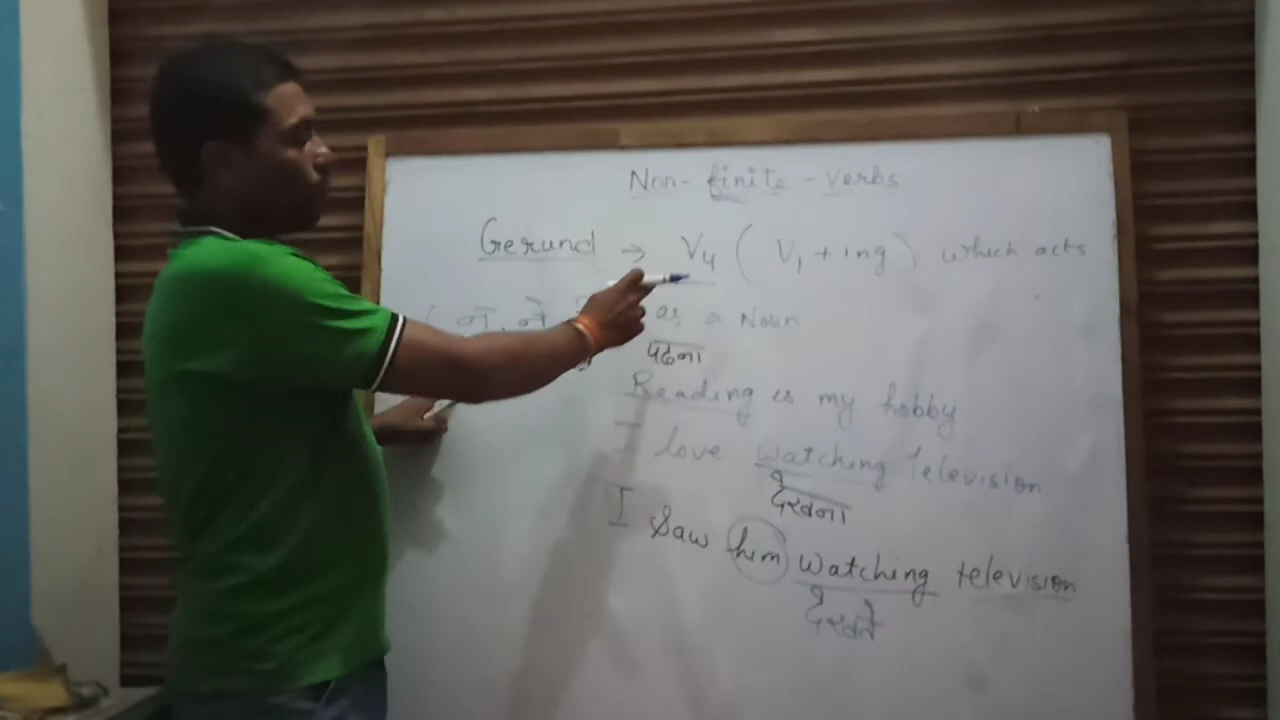 Non-finite-verbs
Gerund → V4 ( V1 + ing ) which acts
( ना, ने as a Noun
पढना
Reading is my hobby
I love watching television
देखना
I Saw him watching television
देखते